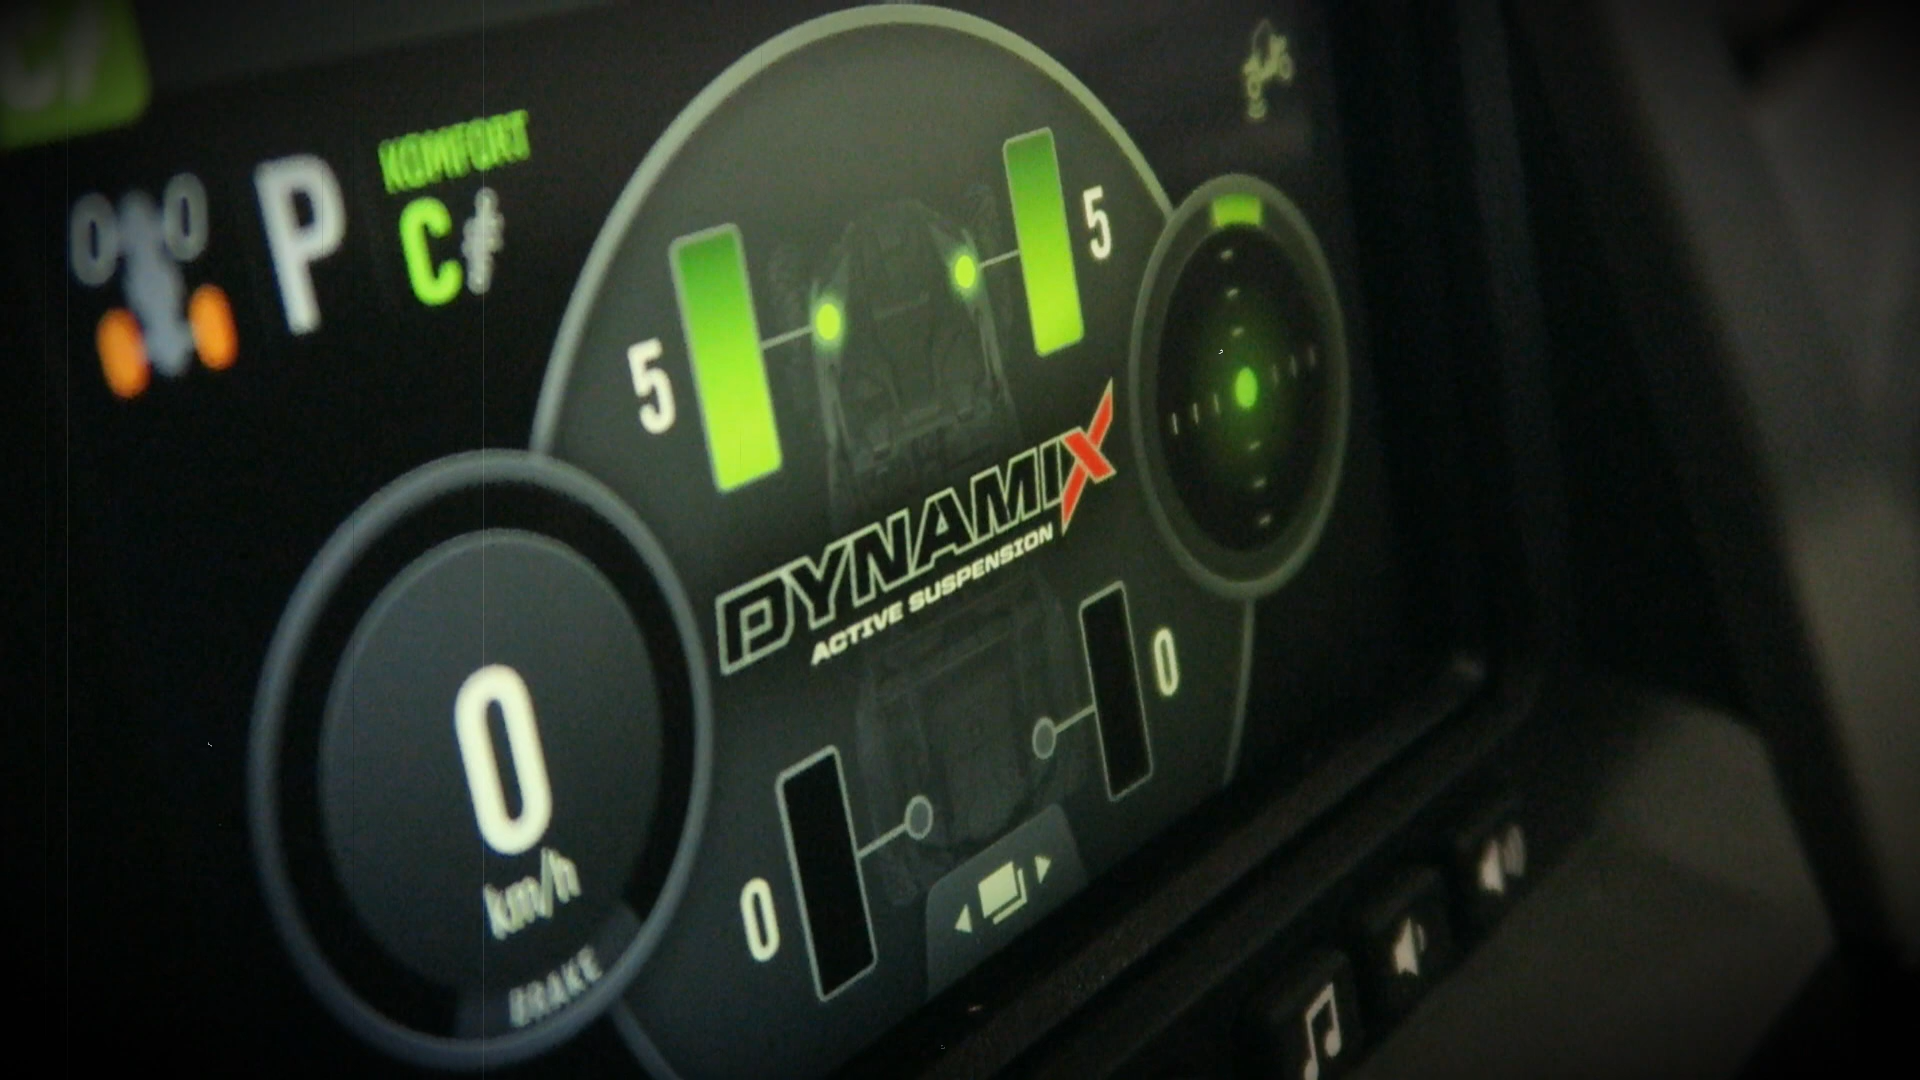 KOMFORT
P
C
5
5
DYNAMIX
ACTIVE SUSPENSION
0
0
0
km/h
BRAKE